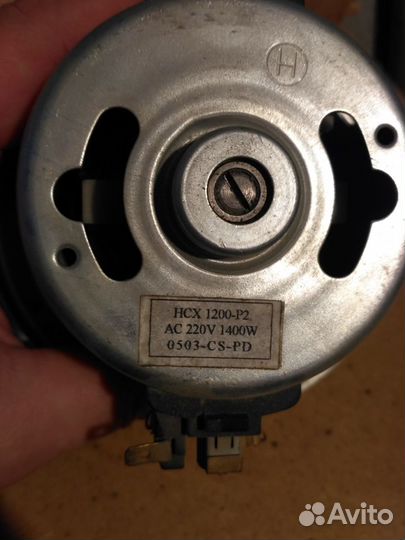 H
HCX 1200-P2
AC 220V 1400W
0503-CS-PD
Avito